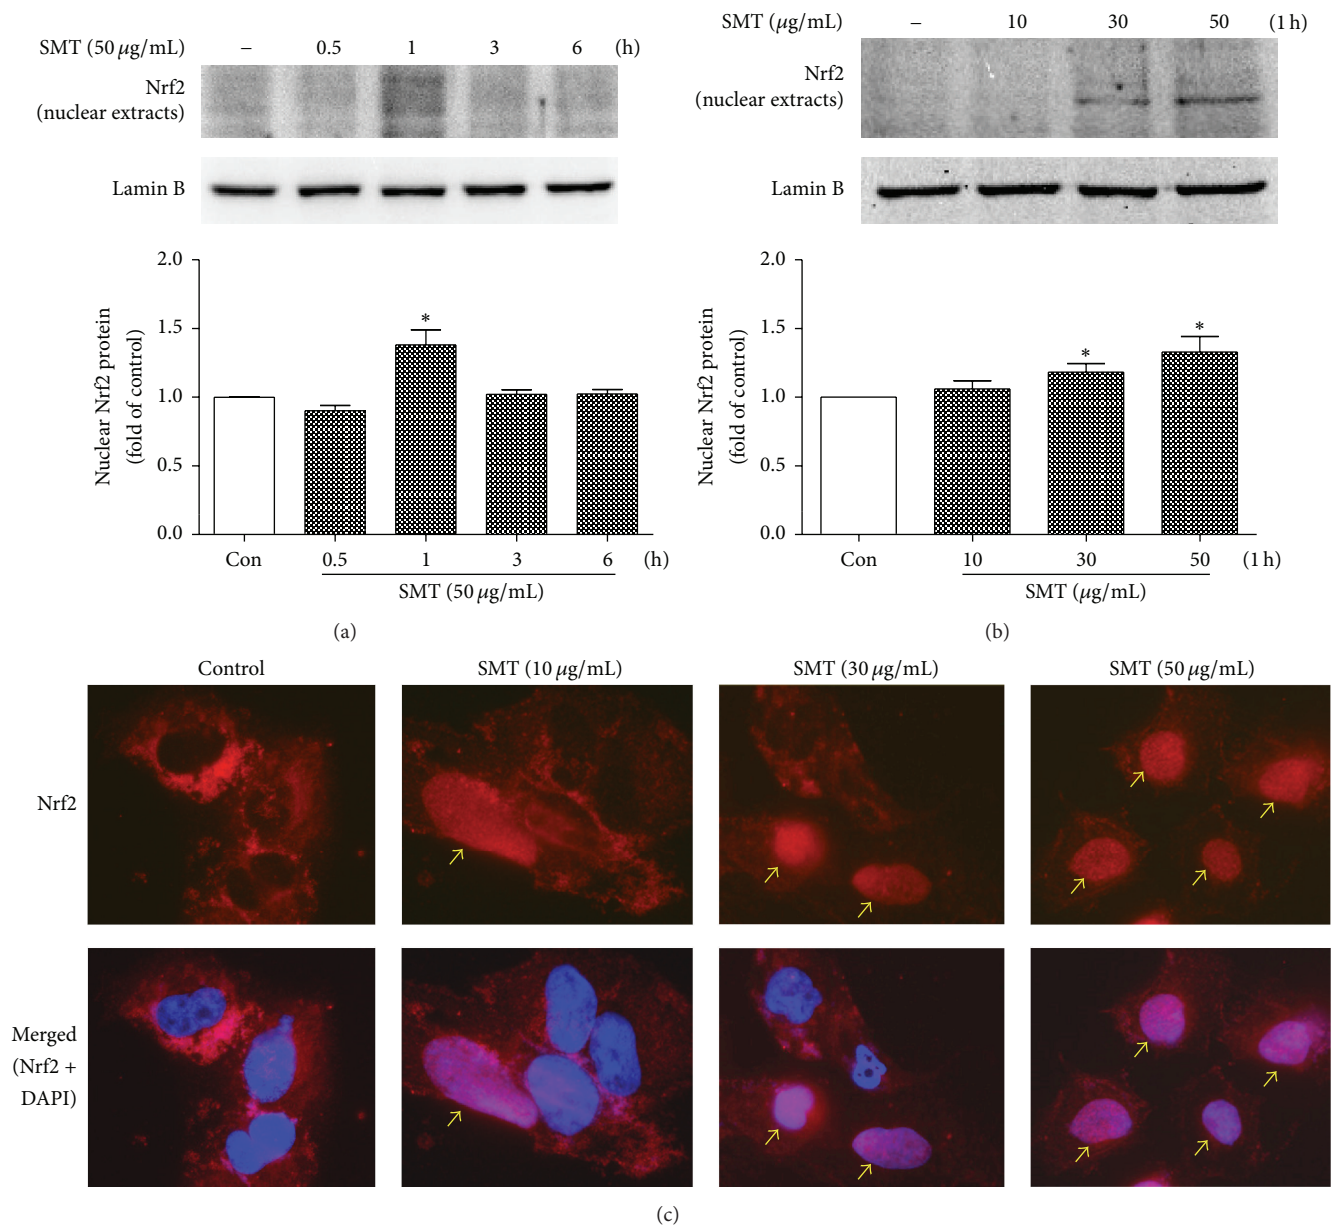 SMT (50 μg/mL) – 0.5 1 3 6 (h)
Nrf2
(nuclear extracts)
Lamin B
2.0
1.5
1.0
0.5
0.0
Nuclear Nrf2 protein
(fold of control)
*
Con 0.5 1 3 6 (h)
SMT (50 μg/mL)
(a)
SMT (μg/mL) – 10 30 50 (1 h)
Nrf2
(nuclear extracts)
Lamin B
2.0
1.5
1.0
0.5
0.0
Nuclear Nrf2 protein
(fold of control)
* *
Con 10 30 50 (1 h)
SMT (μg/mL)
(b)
Control SMT (10 μg/mL) SMT (30 μg/mL) SMT (50 μg/mL)
Nrf2
Merged
(Nrf2 +
DAPI)
(c)